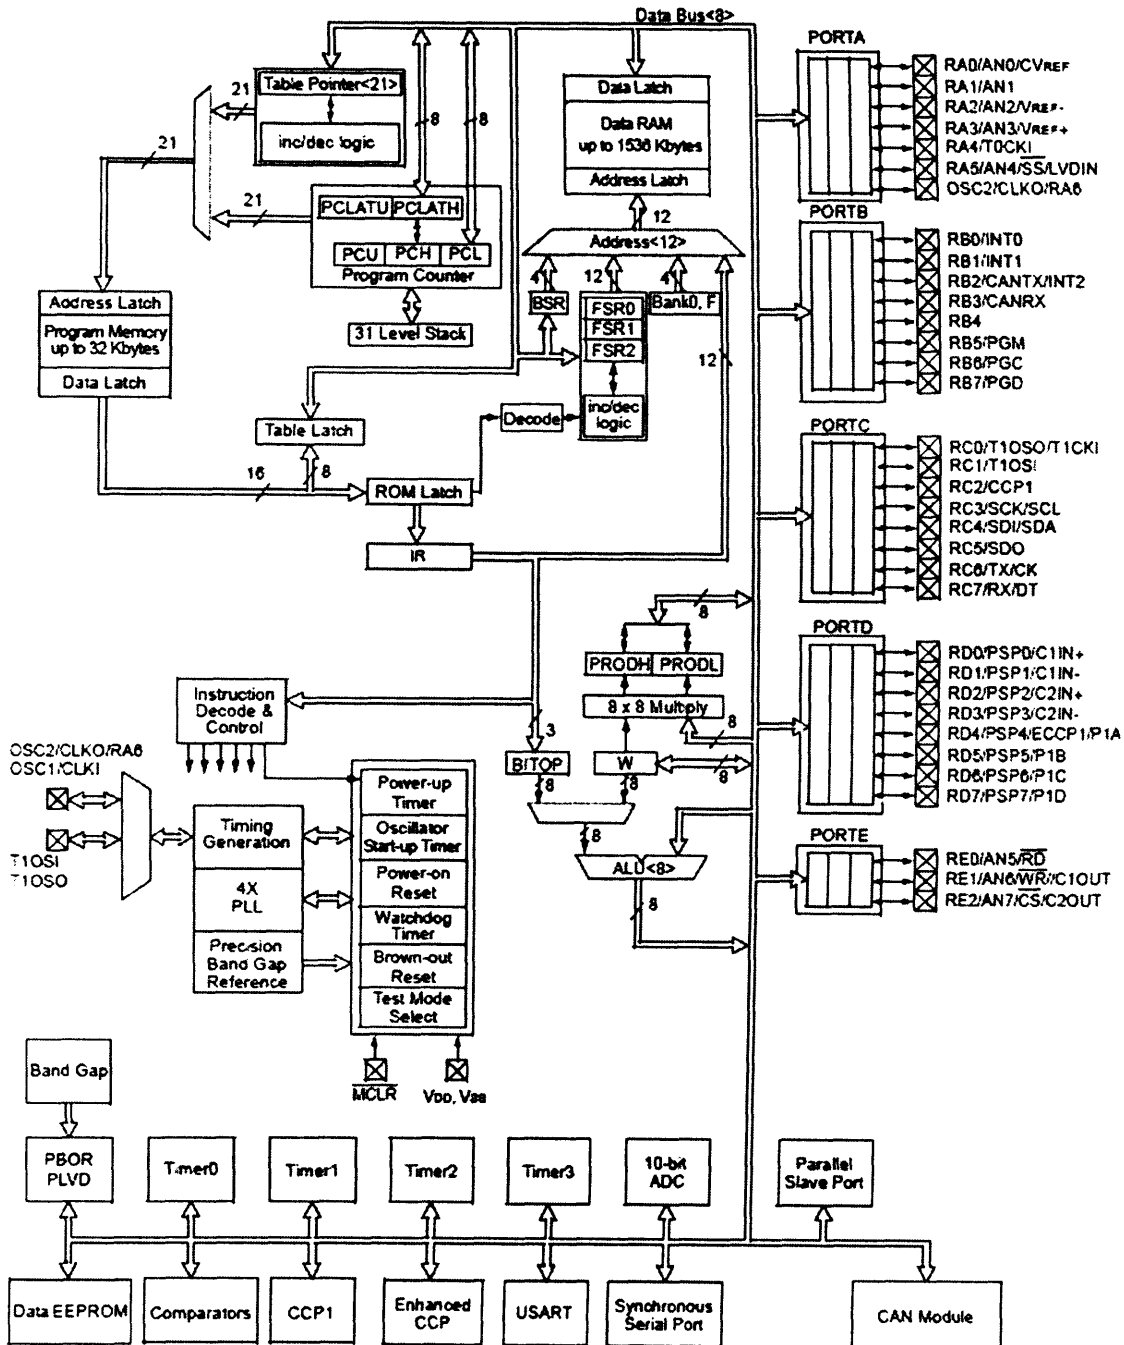 Data Bus<8>
PORTA
Table Pointer<21>
21
inc/dec logic
8
8
21
Data Latch
Data RAM
up to 1536 Kbytes
Address Latch
RA0/AN0/CVREF
RA1/AN1
RA2/AN2/VREF-
RA3/AN3/VREF+
RA4/T0CKI
RA5/AN4/SS/LVDIN
OSC2/CLKO/RA6
21
PCLATU PCLATH
PCU PCH PCL
Program Counter
31 Level Stack
12
Address<12>
4
12
4
BSR
FSR0
FSR1
FSR2
Bank0, F
inc/dec
logic
12
Decode
PORTB
RB0/INT0
RB1/INT1
RB2/CANTX/INT2
RB3/CANRX
RB4
RB5/PGM
RB6/PGC
RB7/PGD
Address Latch
Program Memory
up to 32 Kbytes
Data Latch
Table Latch
16
8
ROM Latch
IR
PORTC
RC0/T1OSO/T1CKI
RC1/T1OSI
RC2/CCP1
RC3/SCK/SCL
RC4/SDI/SDA
RC5/SDO
RC6/TX/CK
RC7/RX/DT
8
PRODH PRODL
8 x 8 Multiply
8
3
BITOP
W
8
8
8
8
ALU<8>
8
PORTD
RD0/PSP0/C1IN+
RD1/PSP1/C1IN-
RD2/PSP2/C2IN+
RD3/PSP3/C2IN-
RD4/PSP4/ECCP1/P1A
RD5/PSP5/P1B
RD6/PSP6/P1C
RD7/PSP7/P1D
PORTE
RE0/AN5/RD
RE1/AN6/WR//C1OUT
RE2/AN7/CS/C2OUT
Instruction
Decode &
Control
OSC2/CLKO/RA6
OSC1/CLKI
T1OSI
T1OSO
Timing
Generation
4X
PLL
Precision
Band Gap
Reference
Power-up
Timer
Oscillator
Start-up Timer
Power-on
Reset
Watchdog
Timer
Brown-out
Reset
Test Mode
Select
MCLR
VDD, VSS
Band Gap
PBOR
PLVD
Timer0
Timer1
Timer2
Timer3
10-bit
ADC
Parallel
Slave Port
Data EEPROM
Comparators
CCP1
Enhanced
CCP
USART
Synchronous
Serial Port
CAN Module